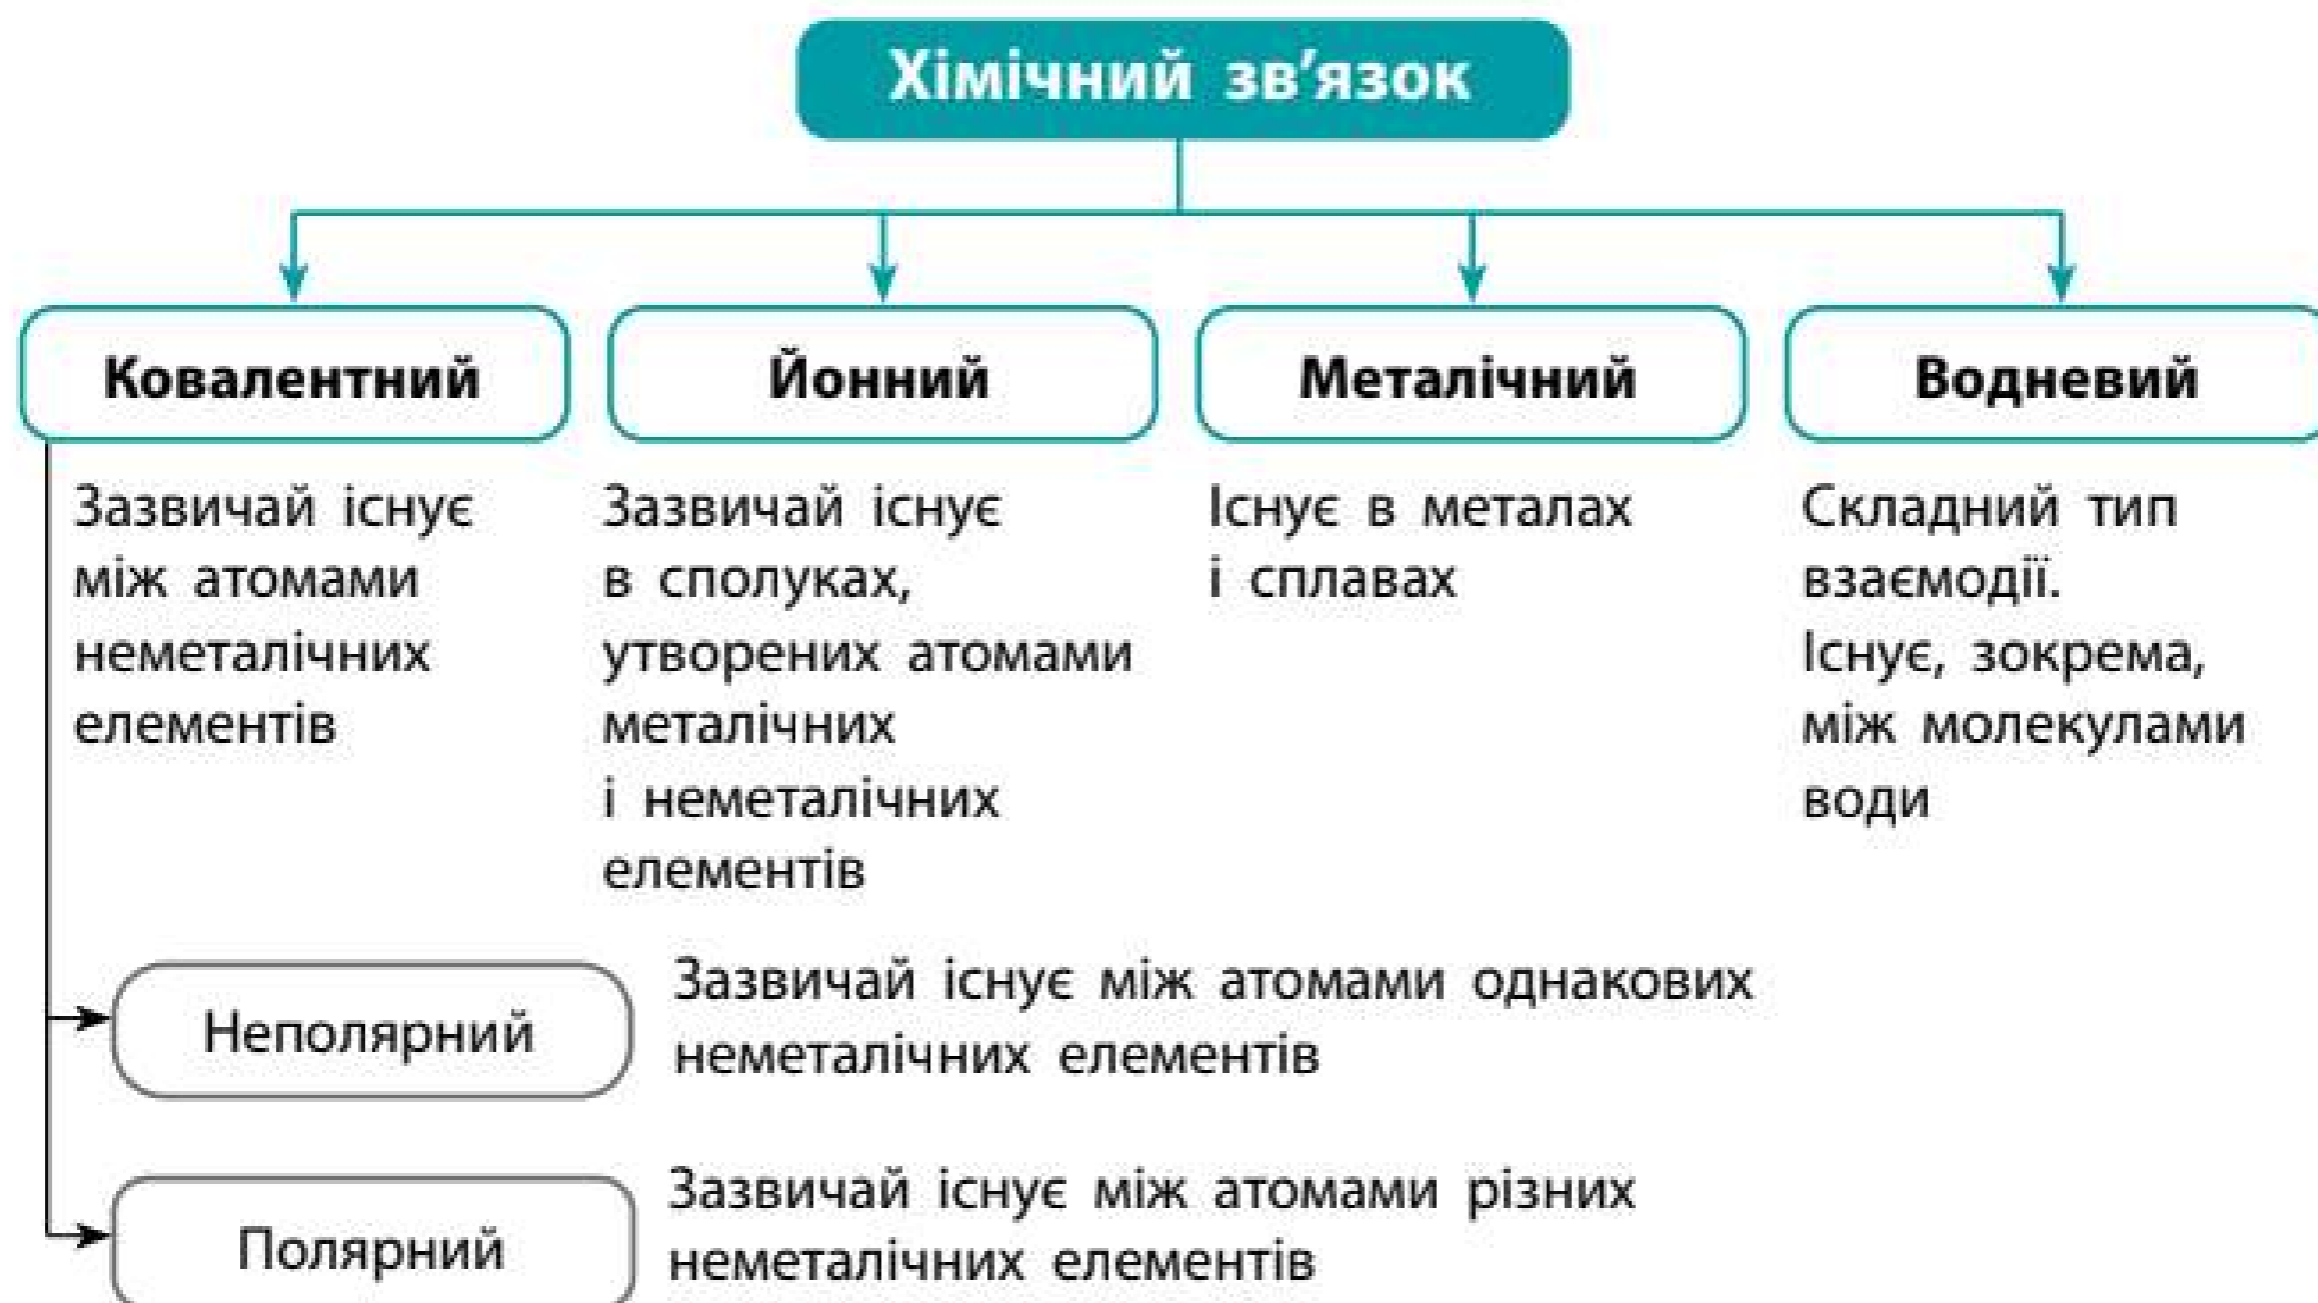 Хімічний зв’язок
Ковалентний
Йонний
Металічний
Водневий
Зазвичай існує
між атомами
неметалічних
елементів
Зазвичай існує
в сполуках,
утворених атомами
металічних
і неметалічних
елементів
Існує в металах
і сплавах
Складний тип
взаємодії.
Існує, зокрема,
між молекулами
води
Неполярний
Зазвичай існує між атомами однакових
неметалічних елементів
Полярний
Зазвичай існує між атомами різних
неметалічних елементів